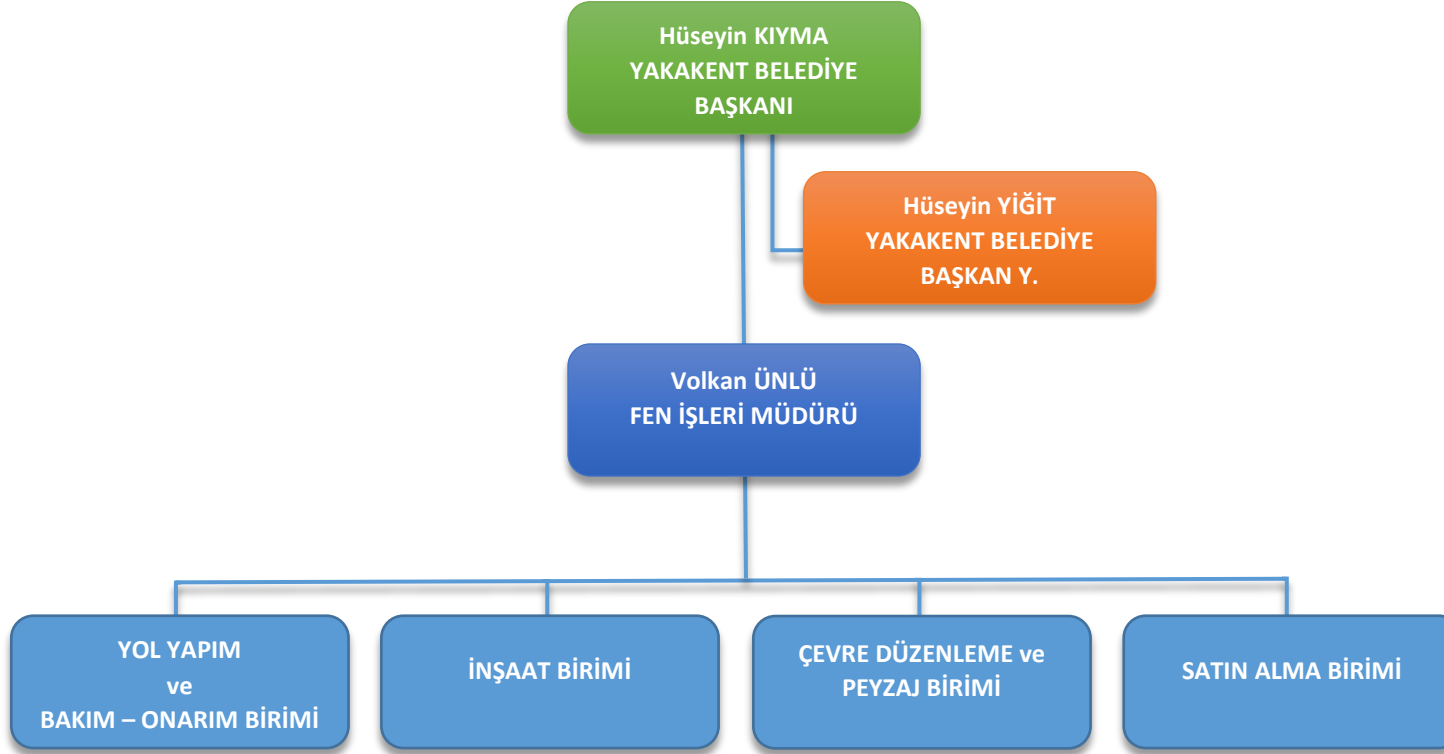 Hüseyin KIYMA
YAKAKENT BELEDİYE
BAŞKANI
Hüseyin YİĞİT
YAKAKENT BELEDİYE
BAŞKAN Y.
Volkan ÜNLÜ
FEN İŞLERİ MÜDÜRÜ
YOL YAPIM
ve
BAKIM – ONARIM BİRİMİ
İNŞAAT BİRİMİ
ÇEVRE DÜZENLEME ve
PEYZAJ BİRİMİ
SATIN ALMA BİRİMİ